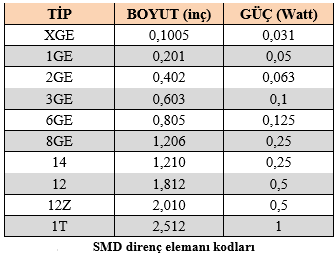 TİP BOYUT (inç) GÜÇ (Watt)
XGE 0,1005 0,031
1GE 0,201 0,05
2GE 0,402 0,063
3GE 0,603 0,1
6GE 0,805 0,125
8GE 1,206 0,25
14 1,210 0,25
12 1,812 0,5
12Z 2,010 0,5
1T 2,512 1
SMD direnç elemanı kodları